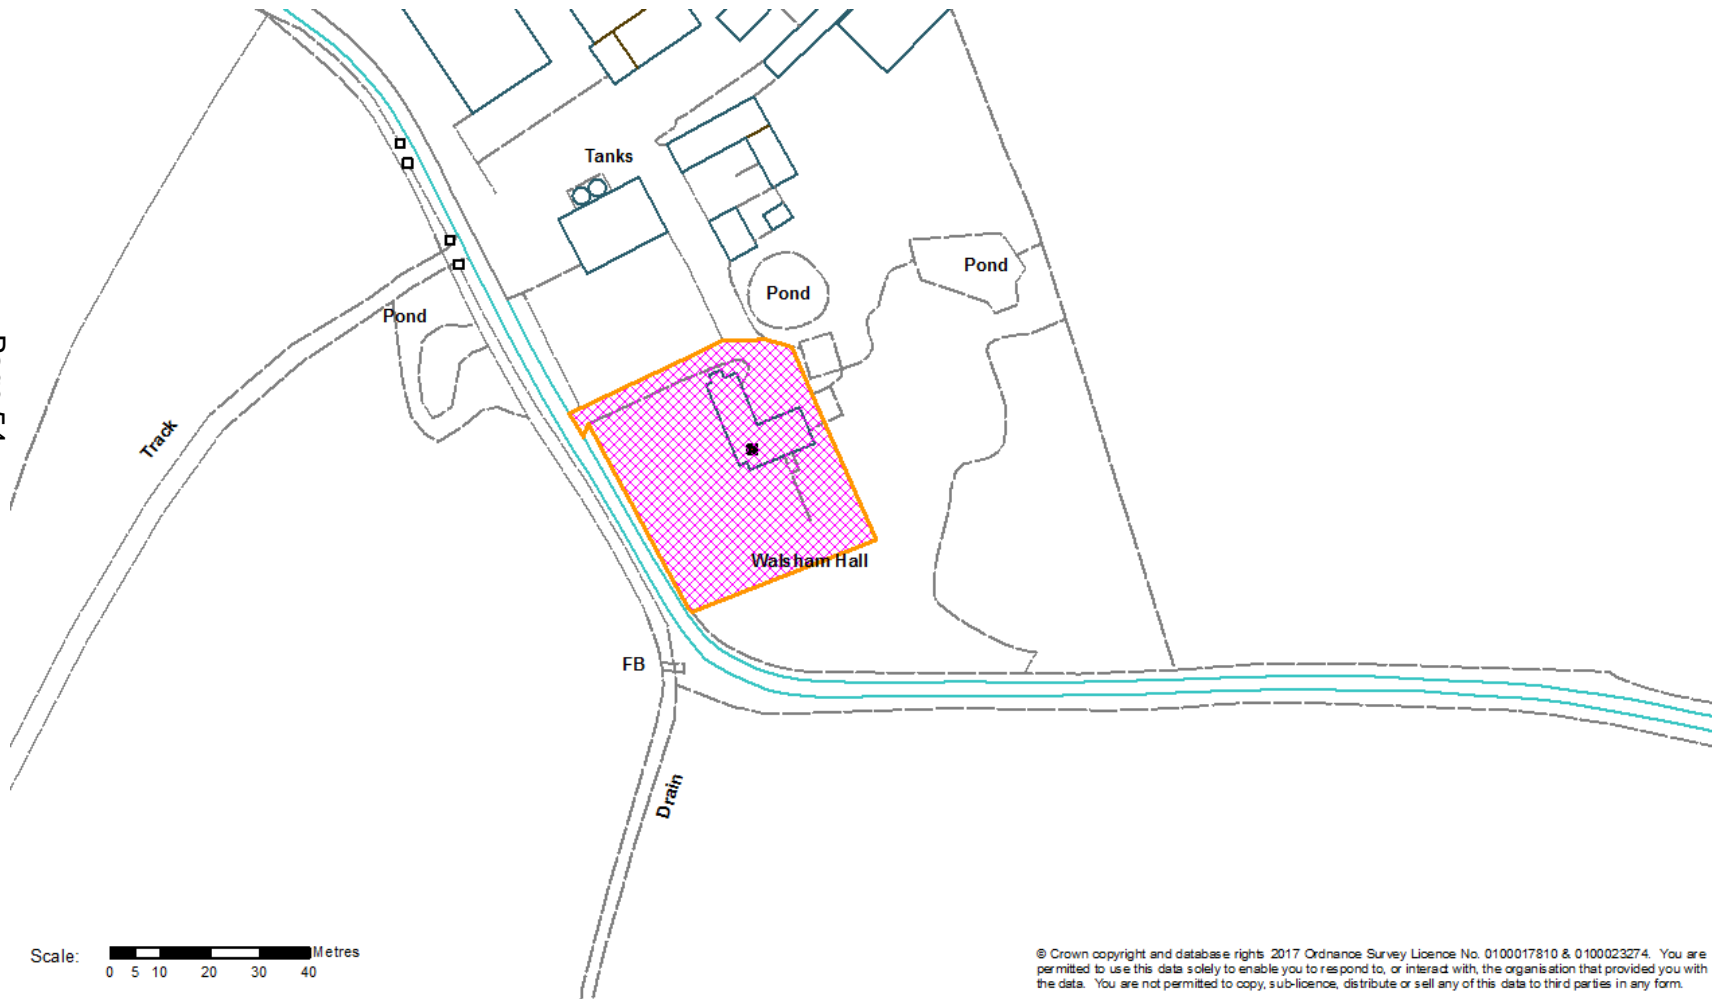 Tanks
Pond
Pond
Pond
Track
Walsham Hall
FB
Drain
Scale:
Metres
0 5 10 20 30 40
© Crown copyright and database rights 2017 Ordnance Survey Licence No. 0100017810 & 0100023274. You are
permitted to use this data solely to enable you to respond to, or interact with, the organisation that provided you with
the data. You are not permitted to copy, sub-licence, distribute or sell any of this data to third parties in any form.